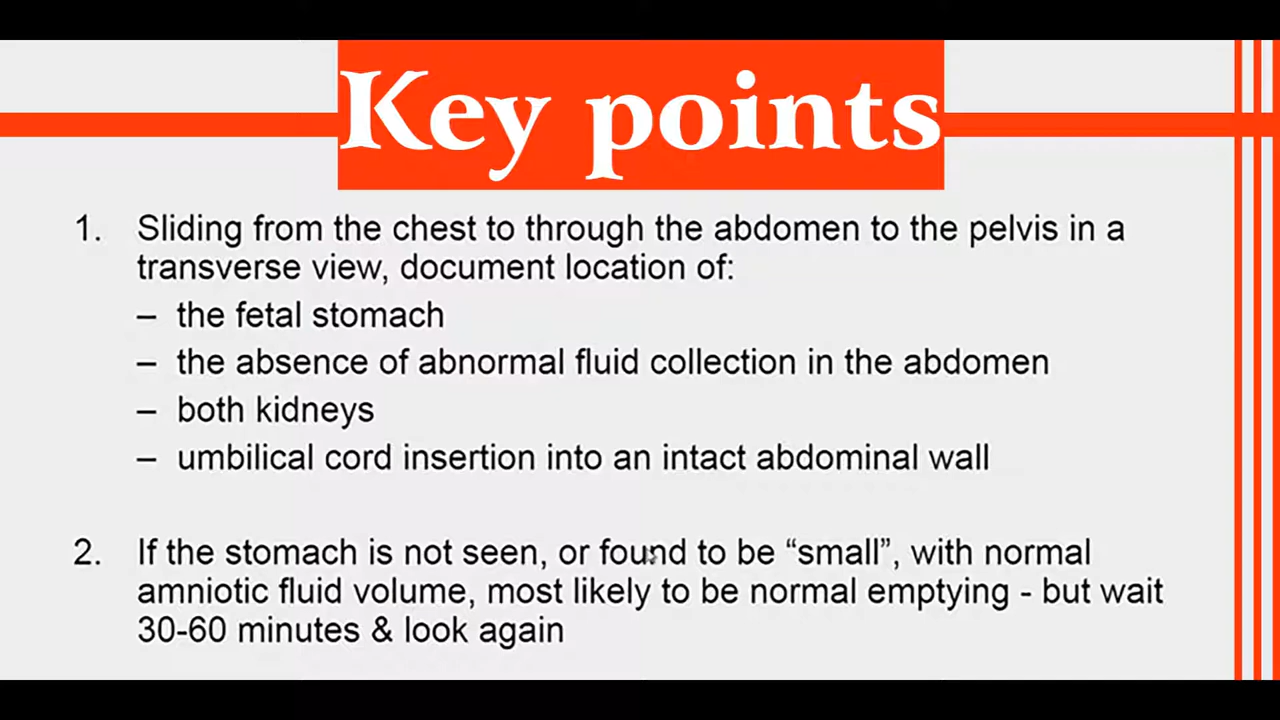 Key points
1. Sliding from the chest to through the abdomen to the pelvis in a
transverse view, document location of:
– the fetal stomach
– the absence of abnormal fluid collection in the abdomen
– both kidneys
– umbilical cord insertion into an intact abdominal wall
2. If the stomach is not seen, or found to be “small”, with normal
amniotic fluid volume, most likely to be normal emptying - but wait
30-60 minutes & look again